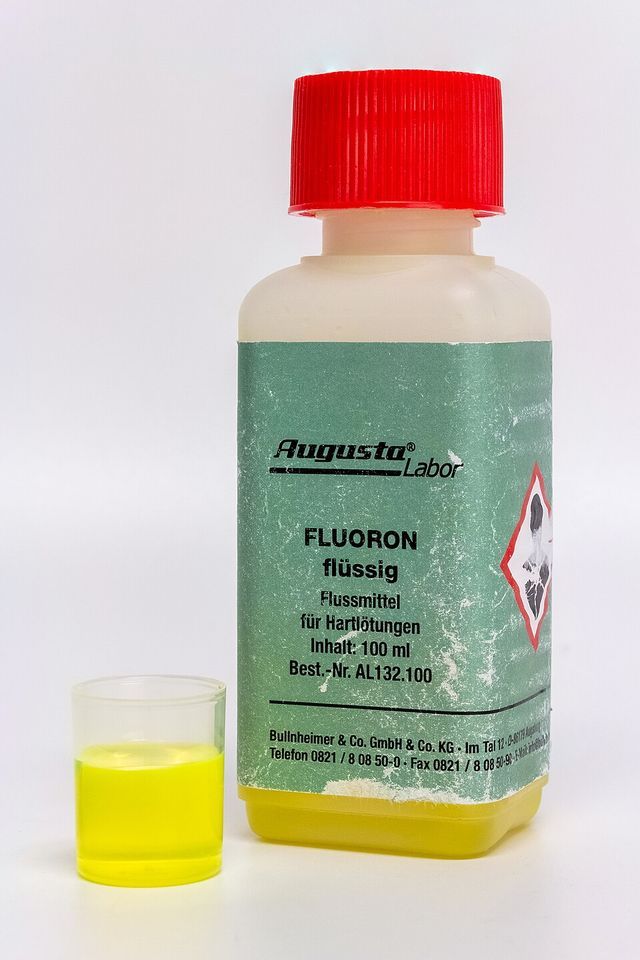 Augusta®
Labor
FLUORON
flüssig
Flussmittel
für Hartlötungen
Inhalt: 100 ml
Best.-Nr. AL132.100
Bullnheimer & Co. GmbH & Co. KG · Im Tal 12 ·
Telefon 0821 / 8 08 50-0 · Fax 0821 / 8 08 50-90 ·